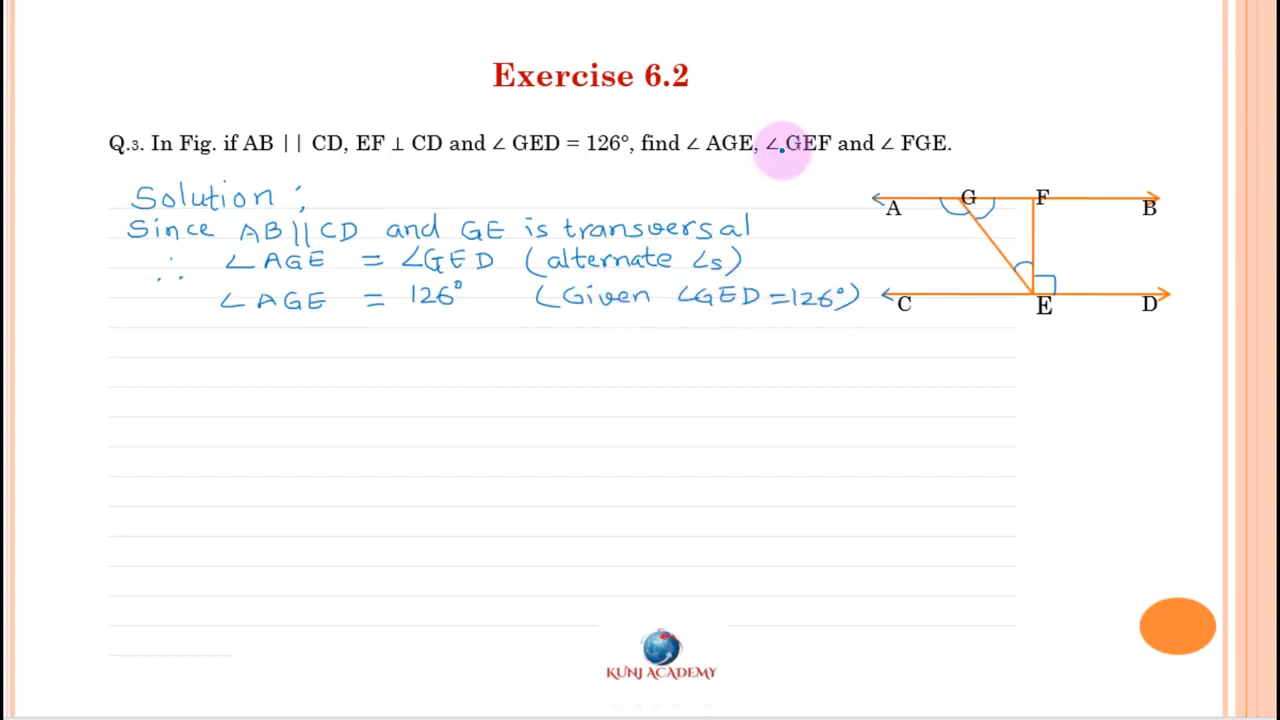 Exercise 6.2
Q.3. In Fig. if AB || CD, EF ⊥ CD and ∠ GED = 126°, find ∠ AGE, ∠ GEF and ∠ FGE.
Solution ;
Since AB || CD and GE is transversal
∴ ∠AGE = ∠GED (alternate ∠s)
∠AGE = 126° (Given ∠GED = 126°)
A G F B
C E D
KUNJ ACADEMY